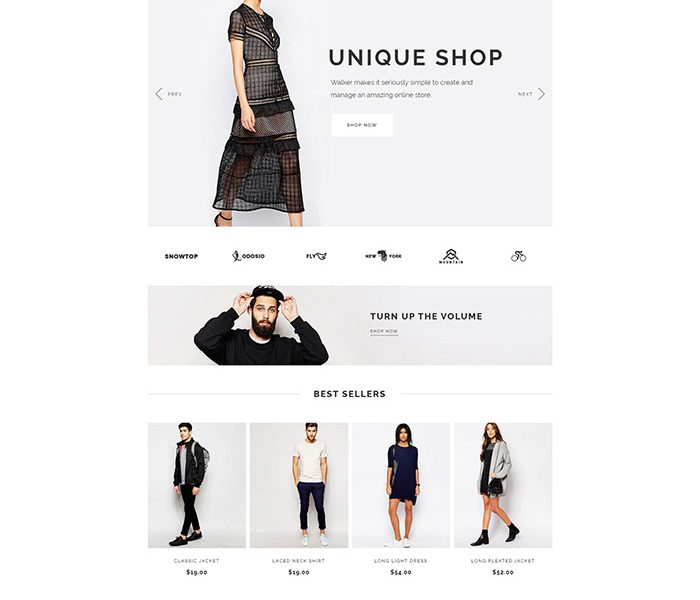 UNIQUE SHOP
Walker makes it seriously simple to create and
manage an amazing online store.
PREV
NEXT
SHOP NOW
SNOWTOP
ODOSIO
FLY
NEW YORK
MOUNTAIN
TURN UP THE VOLUME
SHOP NOW
BEST SELLERS
CLASSIC JACKET
LACED NECK SHIRT
LONG LIGHT DRESS
LONG PLEATED JACKET
$19.00
$19.00
$54.00
$52.00